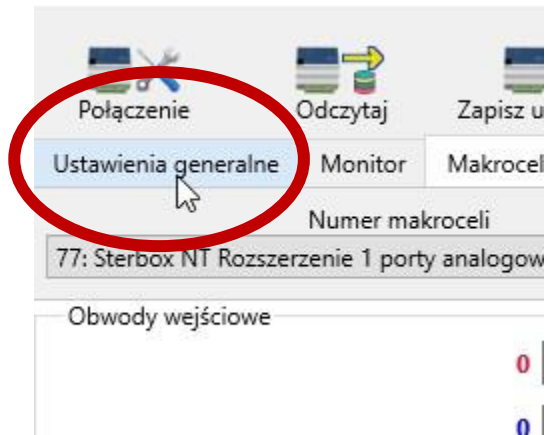 Połączenie Odczytaj Zapisz u
Ustawienia generalne Monitor Makrocel
Numer makroceli
77: Sterbox NT Rozszerzenie 1 porty analogow
Obwody wejściowe
0
0